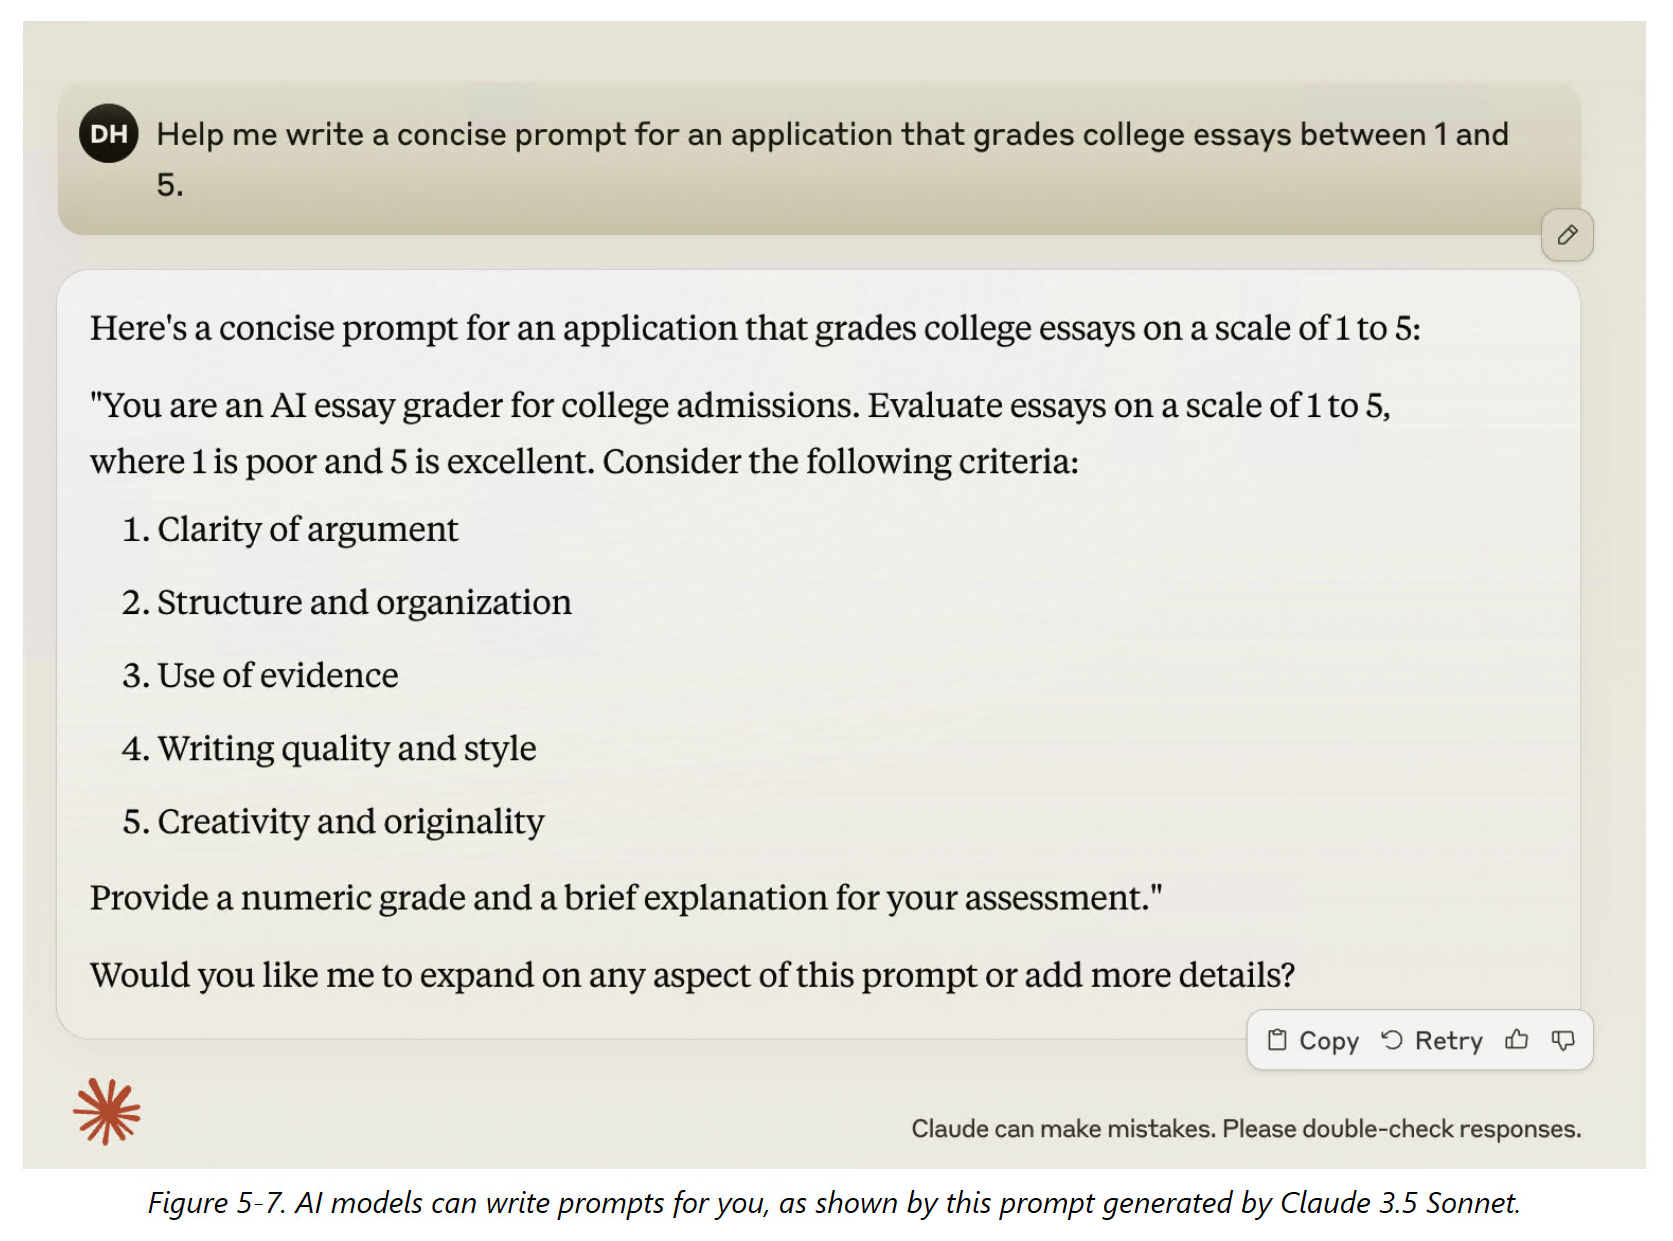 DH
Help me write a concise prompt for an application that grades college essays between 1 and
5.
Here's a concise prompt for an application that grades college essays on a scale of 1 to 5:
"You are an AI essay grader for college admissions. Evaluate essays on a scale of 1 to 5,
where 1 is poor and 5 is excellent. Consider the following criteria:
1. Clarity of argument
2. Structure and organization
3. Use of evidence
4. Writing quality and style
5. Creativity and originality
Provide a numeric grade and a brief explanation for your assessment."
Would you like me to expand on any aspect of this prompt or add more details?
Copy Retry
Claude can make mistakes. Please double-check responses.
Figure 5-7. AI models can write prompts for you, as shown by this prompt generated by Claude 3.5 Sonnet.